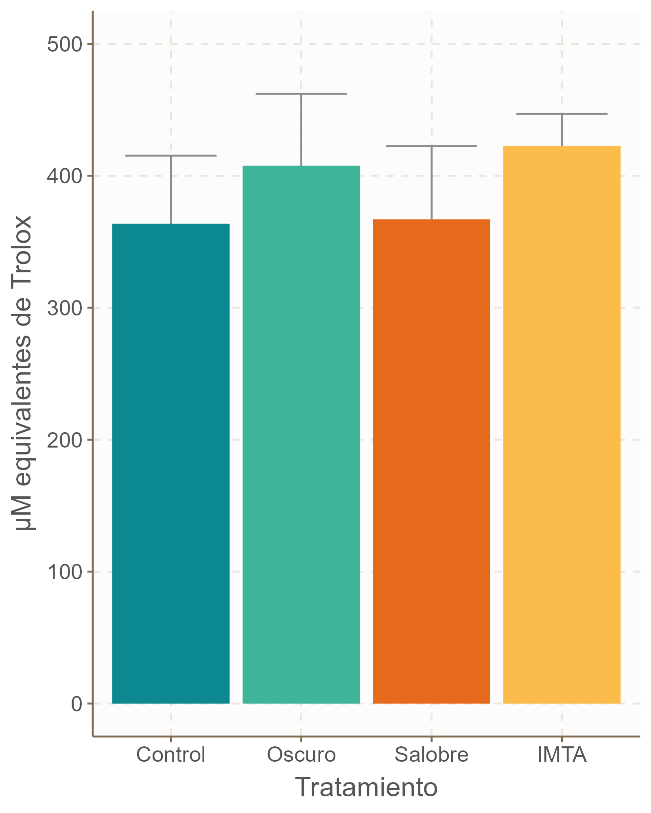 µM equivalentes de Trolox
500
400
300
200
100
0
Control Oscuro Salobre IMTA
Tratamiento